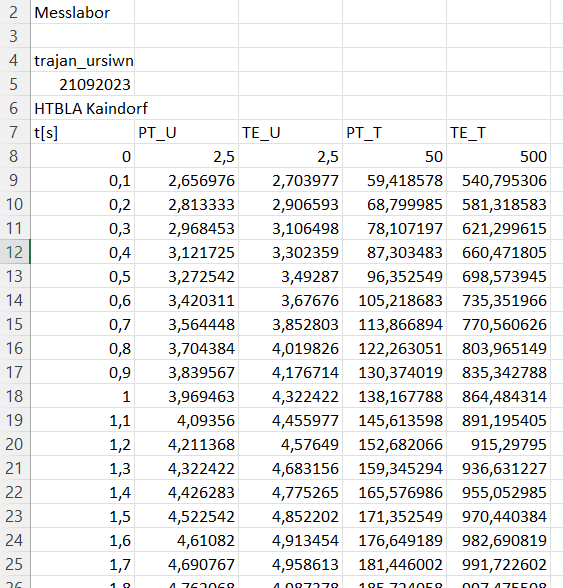 2 Messlabor
3
4 trajan_ursiwn
5 21092023
6 HTBLA Kaindorf
7 t[s] PT_U TE_U PT_T TE_T
8 0 2,5 2,5 50 500
9 0,1 2,656976 2,703977 59,418578 540,795306
10 0,2 2,813333 2,906593 68,799985 581,318583
11 0,3 2,968453 3,106498 78,107197 621,299615
12 0,4 3,121725 3,302359 87,303483 660,471805
13 0,5 3,272542 3,49287 96,352549 698,573945
14 0,6 3,420311 3,67676 105,218683 735,351966
15 0,7 3,564448 3,852803 113,866894 770,560626
16 0,8 3,704384 4,019826 122,263051 803,965149
17 0,9 3,839567 4,176714 130,374019 835,342788
18 1 3,969463 4,322422 138,167788 864,484314
19 1,1 4,09356 4,455977 145,613598 891,195405
20 1,2 4,211368 4,57649 152,682066 915,29795
21 1,3 4,322422 4,683156 159,345294 936,631227
22 1,4 4,426283 4,775265 165,576986 955,052985
23 1,5 4,522542 4,852202 171,352549 970,440384
24 1,6 4,61082 4,913454 176,649189 982,690819
25 1,7 4,690767 4,958613 181,446002 991,722602